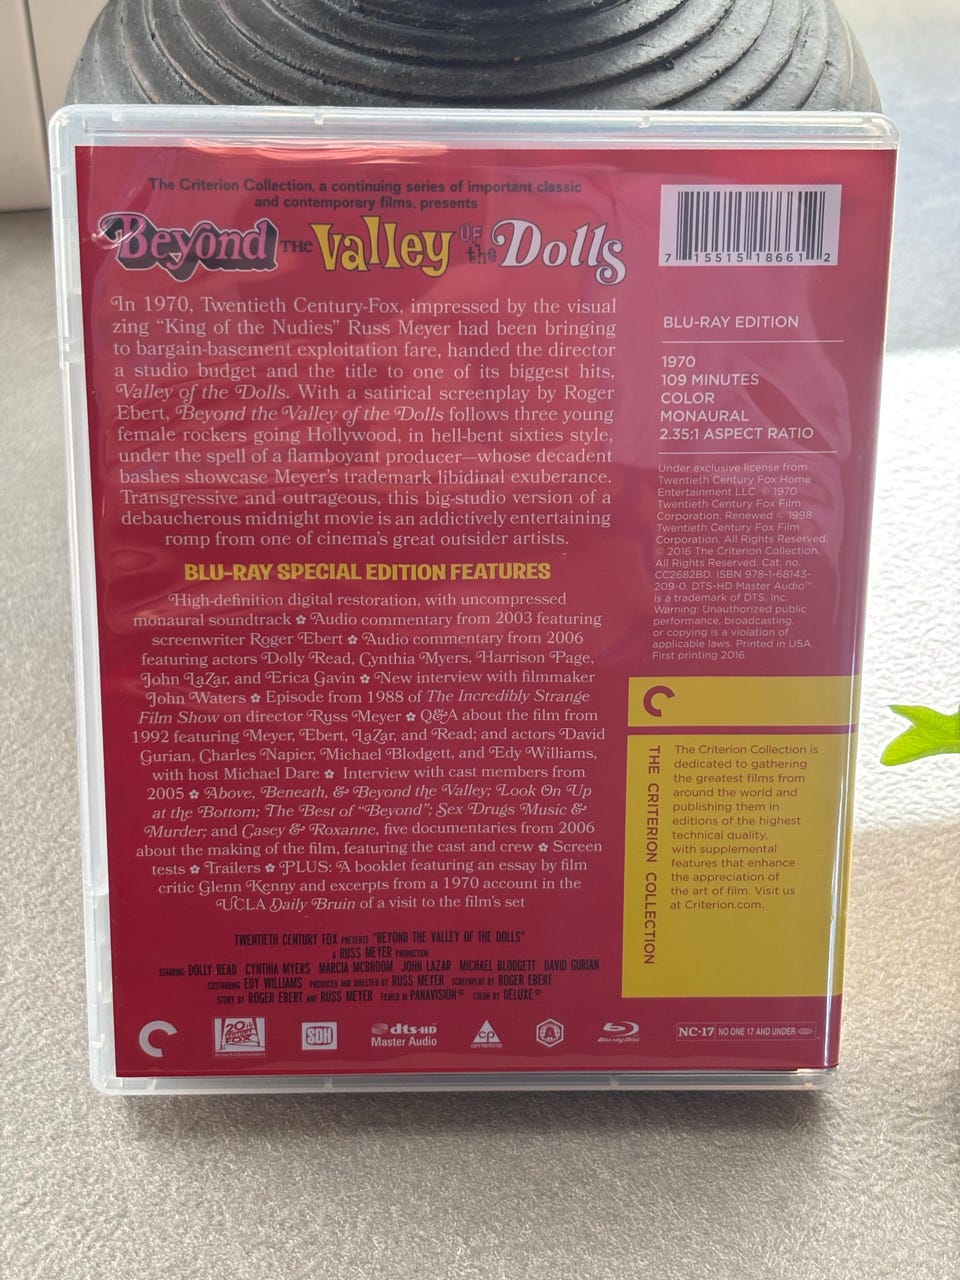 The Criterion Collection, a continuing series of important classic
and contemporary films, presents
Beyond THE Valley OF the Dolls
In 1970, Twentieth Century-Fox, impressed by the visual
zing “King of the Nudies” Russ Meyer had been bringing
to bargain-basement exploitation fare, handed the director
a studio budget and the title to one of its biggest hits,
Valley of the Dolls. With a satirical screenplay by Roger
Ebert, Beyond the Valley of the Dolls follows three young
female rockers going Hollywood, in hell-bent sixties style,
under the spell of a flamboyant producer—whose decadent
bashes showcase Meyer’s trademark libidinal exuberance.
Transgressive and outrageous, this big-studio version of a
debaucherous midnight movie is an addictively entertaining
romp from one of cinema’s great outsider artists.
BLU-RAY SPECIAL EDITION FEATURES
High-definition digital restoration, with uncompressed
monaural soundtrack ✿ Audio commentary from 2003 featuring
screenwriter Roger Ebert ✿ Audio commentary from 2006
featuring actors Dolly Read, Cynthia Myers, Harrison Page,
John LaZar, and Erica Gavin ✿ New interview with filmmaker
John Waters ✿ Episode from 1988 of The Incredibly Strange
Film Show on director Russ Meyer ✿ Q&A about the film from
1992 featuring Meyer, Ebert, LaZar, and Read; and actors David
Gurian, Charles Napier, Michael Blodgett, and Edy Williams,
with host Michael Dare ✿ Interview with cast members from
2005 ✿ Above, Beneath, & Beyond the Valley; Look On Up
at the Bottom; The Best of “Beyond”; Sex Drugs Music &
Murder; and Casey & Roxanne, five documentaries from 2006
about the making of the film, featuring the cast and crew ✿ Screen
tests ✿ Trailers ✿ PLUS: A booklet featuring an essay by film
critic Glenn Kenny and excerpts from a 1970 account in the
UCLA Daily Bruin of a visit to the film’s set
TWENTIETH CENTURY FOX PRESENTS “BEYOND THE VALLEY OF THE DOLLS”
A RUSS MEYER PRODUCTION
STARRING DOLLY READ CYNTHIA MYERS MARCIA MCBROOM JOHN LAZAR MICHAEL BLODGETT DAVID GURIAN
COSTARRING EDY WILLIAMS PRODUCED AND DIRECTED BY RUSS MEYER SCREENPLAY BY ROGER EBERT
STORY BY ROGER EBERT AND RUSS MEYER FILMED IN PANAVISION® COLOR BY DELUXE®
7 15515 18661 2
BLU-RAY EDITION
1970
109 MINUTES
COLOR
MONAURAL
2.35:1 ASPECT RATIO
Under exclusive license from
Twentieth Century Fox Home
Entertainment LLC. © 1970
Twentieth Century Fox Film
Corporation. Renewed © 1998
Twentieth Century Fox Film
Corporation. All Rights Reserved.
© 2016 The Criterion Collection.
All Rights Reserved. Cat. no.
CC2682BD. ISBN 978-1-68143-
209-0. DTS-HD Master Audio™
is a trademark of DTS, Inc.
Warning: Unauthorized public
performance, broadcasting,
or copying is a violation of
applicable laws. Printed in USA.
First printing 2016.
THE CRITERION COLLECTION
The Criterion Collection is
dedicated to gathering
the greatest films from
around the world and
publishing them in
editions of the highest
technical quality,
with supplemental
features that enhance
the appreciation of
the art of film. Visit us
at Criterion.com.
20th CENTURY FOX
SDH
dts-HD
Master Audio
cp
COPY PROTECTED
A
Blu-ray Disc
NC-17 NO ONE 17 AND UNDER